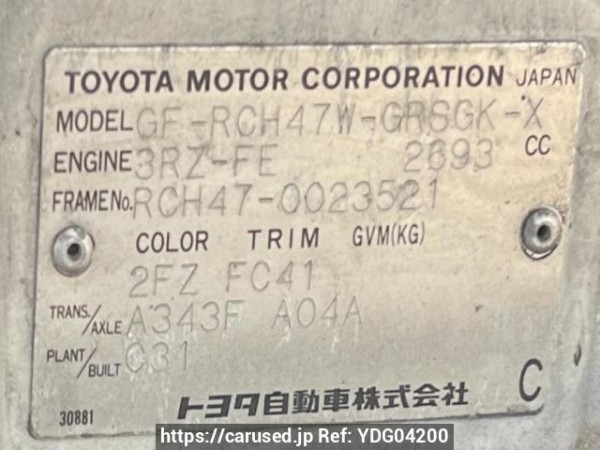 TOYOTA MOTOR CORPORATION JAPAN
MODEL GF-RCH47W-GRSGK-X
ENGINE 3RZ-FE 2693 CC
FRAME No. RCH47-0023521
COLOR TRIM GVM(KG)
2FZ FC41
TRANS./AXLE A343F A04A
PLANT/BUILT C31
30881 トヨタ自動車株式会社 C
https://carused.jp Ref: YDG04200